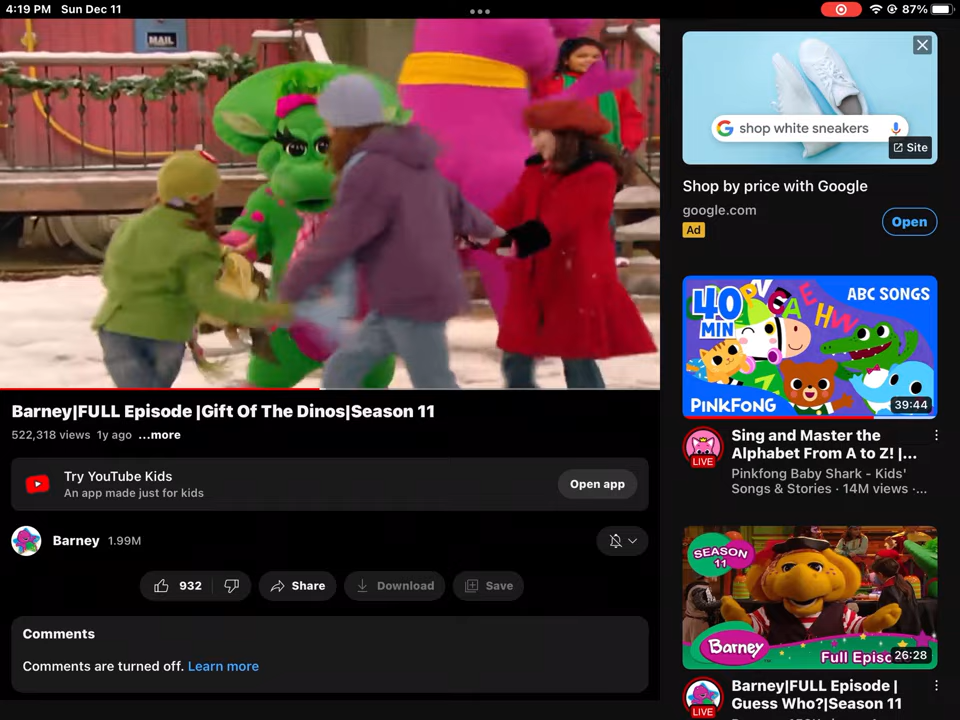 4:19 PM Sun Dec 11
87%
MAIL
Barney|FULL Episode |Gift Of The Dinos|Season 11
522,318 views 1y ago ...more
Try YouTube Kids
An app made just for kids
Open app
Barney 1.99M
932
Share
Download
Save
Comments
Comments are turned off. Learn more
shop white sneakers
Site
Shop by price with Google
google.com
Ad
Open
40
MIN
ABC SONGS
PINKFONG
39:44
LIVE
Sing and Master the
Alphabet From A to Z! |...
Pinkfong Baby Shark - Kids'
Songs & Stories · 14M views ·...
SEASON
11
Barney
Full Episo
26:28
LIVE
Barney|FULL Episode |
Guess Who?|Season 11